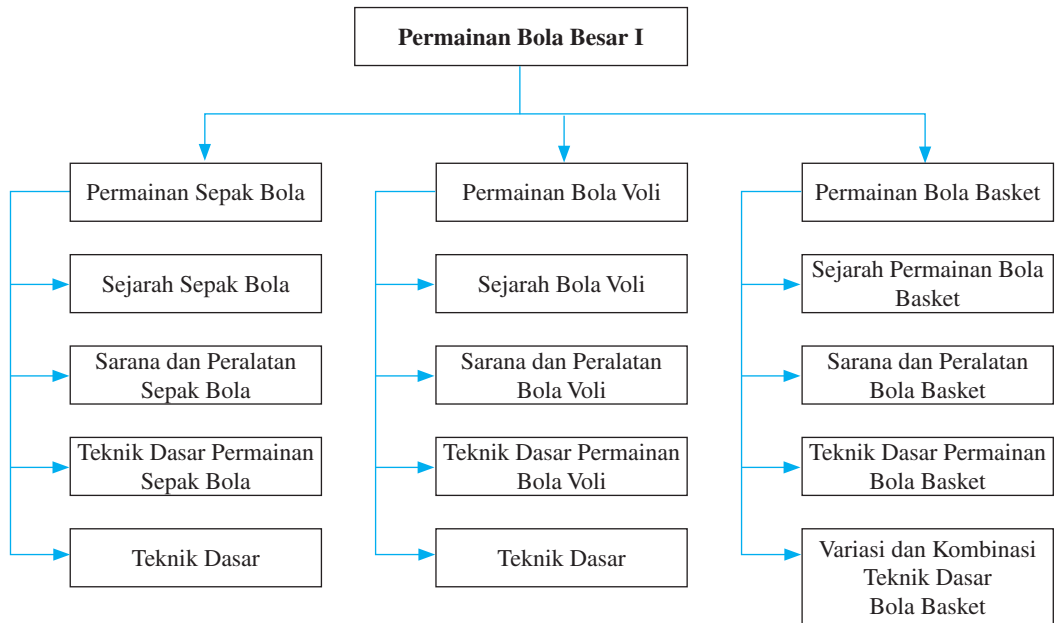 Permainan Bola Besar I
Permainan Sepak Bola
Sejarah Sepak Bola
Sarana dan Peralatan
Sepak Bola
Teknik Dasar Permainan
Sepak Bola
Teknik Dasar
Permainan Bola Voli
Sejarah Bola Voli
Sarana dan Peralatan
Bola Voli
Teknik Dasar Permainan
Bola Voli
Teknik Dasar
Permainan Bola Basket
Sejarah Permainan Bola
Basket
Sarana dan Peralatan
Bola Basket
Teknik Dasar Permainan
Bola Basket
Variasi dan Kombinasi
Teknik Dasar
Bola Basket